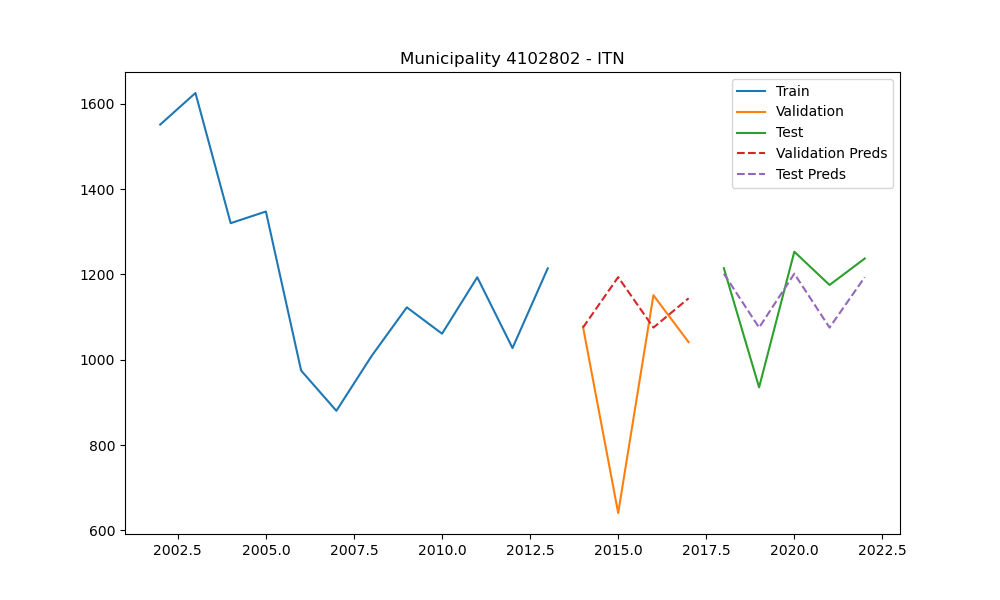 Municipality 4102802 - ITN
Train
Validation
Test
Validation Preds
Test Preds
1600
1400
1200
1000
800
600
2002.5 2005.0 2007.5 2010.0 2012.5 2015.0 2017.5 2020.0 2022.5